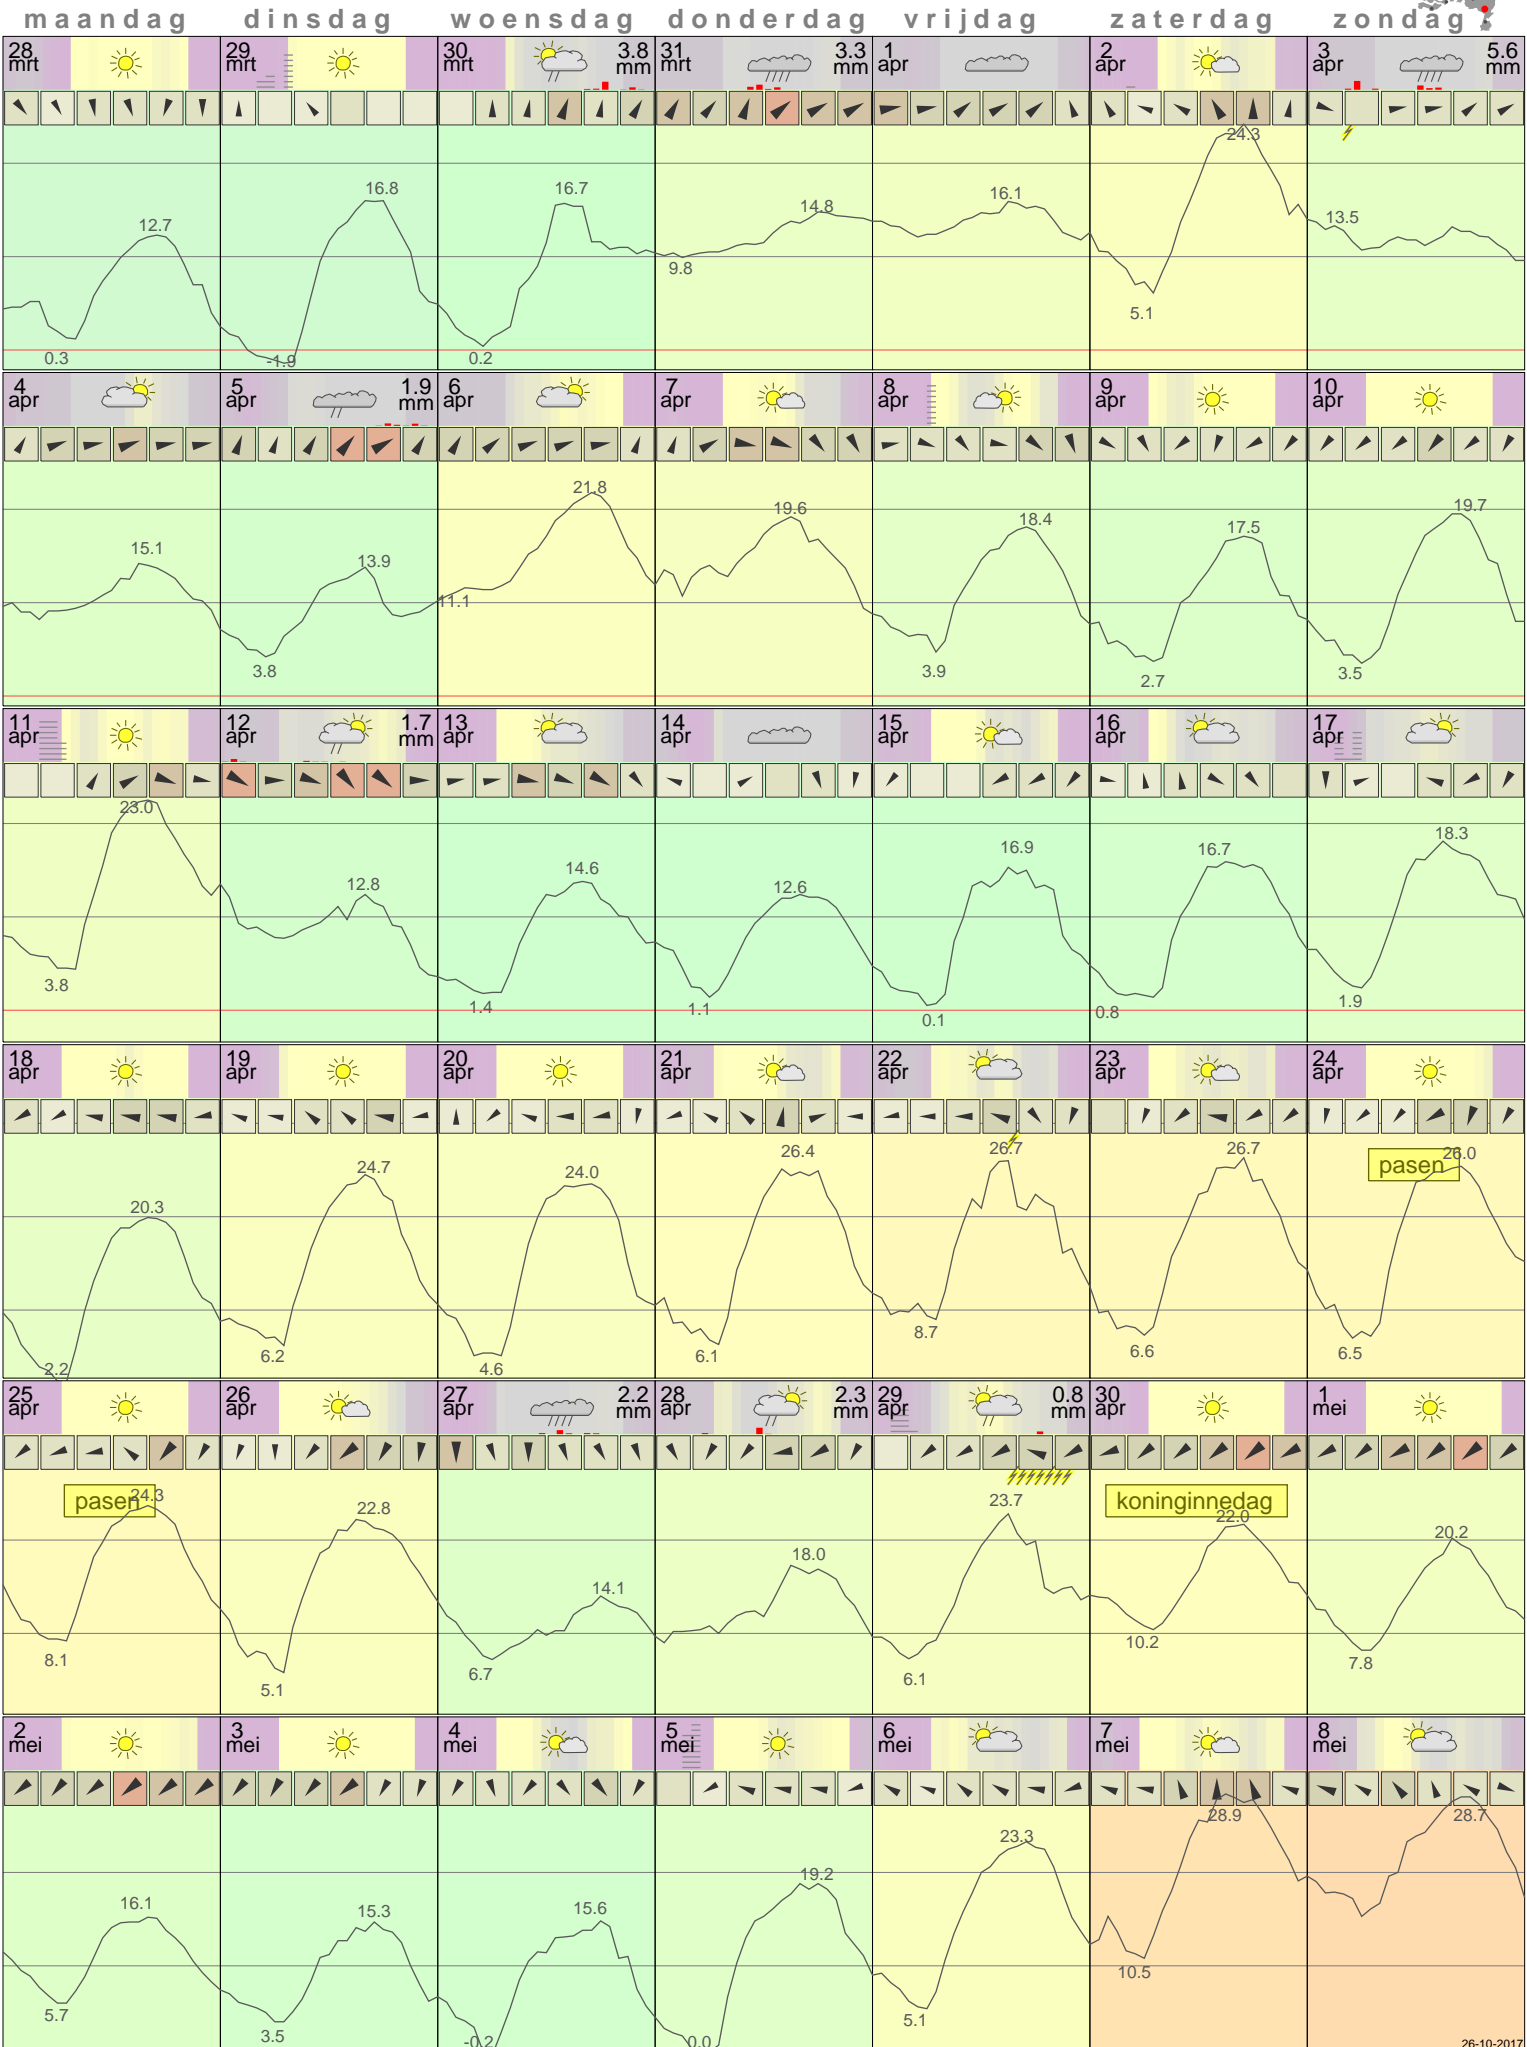 maandag dinsdag woensdag donderdag vrijdag zaterdag zondag
28 mrt 29 mrt 30 mrt 3.8 mm 31 mrt 3.3 mm 1 apr 2 apr 3 apr 5.6 mm
24.3
16.8 16.7 14.8 16.1 13.5
12.7
9.8
5.1
0.3 -1.9 0.2
4 apr 5 apr 1.9 mm 6 apr 7 apr 8 apr 9 apr 10 apr
21.8 19.6 18.4 17.5 19.7
15.1 13.9
11.1
3.8 3.9 2.7 3.5
11 apr 12 apr 1.7 mm 13 apr 14 apr 15 apr 16 apr 17 apr
23.0
12.8 14.6 12.6 16.9 16.7 18.3
3.8 1.4 1.1 0.1 0.8 1.9
18 apr 19 apr 20 apr 21 apr 22 apr 23 apr 24 apr
26.4 26.7 26.7 pasen 26.0
24.7 24.0
20.3
2.2 6.2 4.6 6.1 8.7 6.6 6.5
25 apr 26 apr 27 apr 2.2 mm 28 apr 2.3 mm 29 apr 0.8 mm 30 apr 1 mei
pasen 24.3 22.8 23.7 koninginnedag 22.0 20.2
14.1 18.0
8.1 5.1 6.7 6.1 10.2 7.8
2 mei 3 mei 4 mei 5 mei 6 mei 7 mei 8 mei
28.9 28.7
16.1 15.3 15.6 19.2 23.3
5.7 3.5 -0.2 0.0 5.1 10.5
26-10-2017